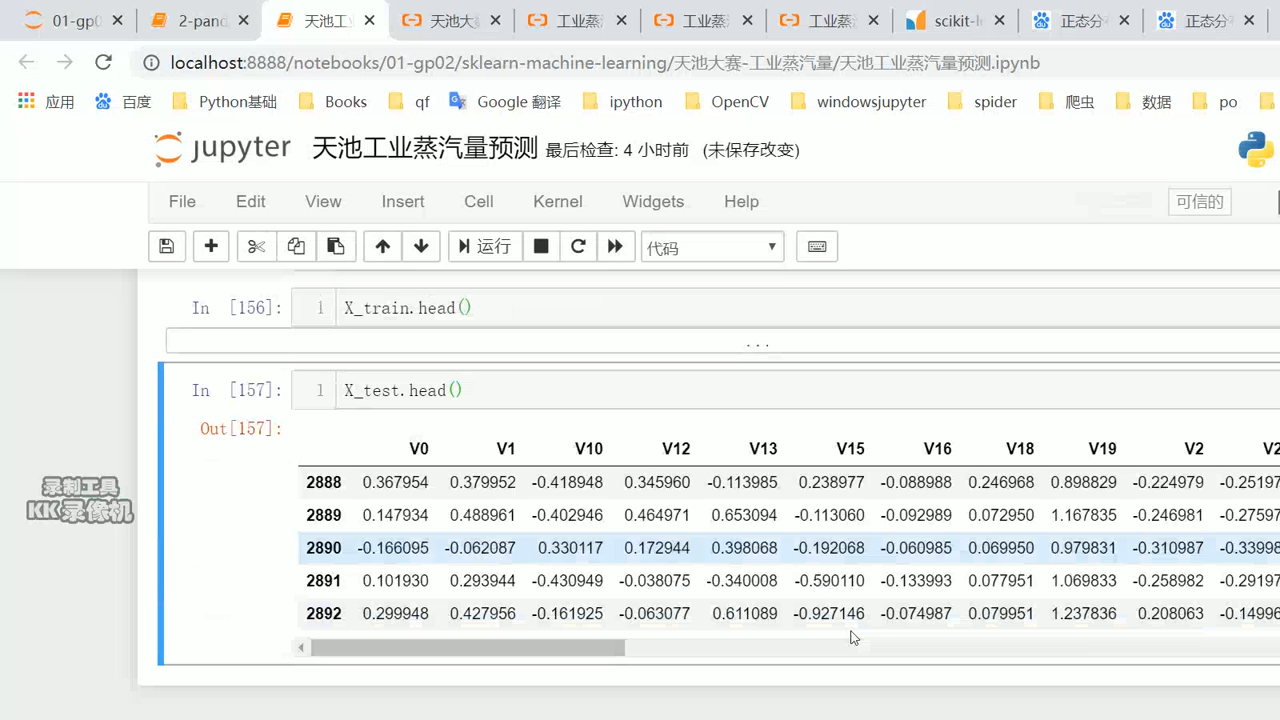 01-gp0 2-pand 天池工 天池大 工业蒸 工业蒸 工业蒸 scikit-l 正态分 正态分
localhost:8888/notebooks/01-gp02/sklearn-machine-learning/天池大赛-工业蒸汽量/天池工业蒸汽量预测.ipynb
应用 百度 Python基础 Books qf Google 翻译 ipython OpenCV windowsjupyter spider 爬虫 数据 po
jupyter 天池工业蒸汽量预测 最后检查: 4 小时前 (未保存改变)
File Edit View Insert Cell Kernel Widgets Help 可信的
运行 代码
In [156]: 1 X_train.head()
...
In [157]: 1 X_test.head()
Out[157]:
V0 V1 V10 V12 V13 V15 V16 V18 V19 V2 V2
2888 0.367954 0.379952 -0.418948 0.345960 -0.113985 0.238977 -0.088988 0.246968 0.898829 -0.224979 -0.25197
2889 0.147934 0.488961 -0.402946 0.464971 0.653094 -0.113060 -0.092989 0.072950 1.167835 -0.246981 -0.27597
2890 -0.166095 -0.062087 0.330117 0.172944 0.398068 -0.192068 -0.060985 0.069950 0.979831 -0.310987 -0.33998
2891 0.101930 0.293944 -0.430949 -0.038075 -0.340008 -0.590110 -0.133993 0.077951 1.069833 -0.258982 -0.29197
2892 0.299948 0.427956 -0.161925 -0.063077 0.611089 -0.927146 -0.074987 0.079951 1.237836 0.208063 -0.14996
录制工具
KK 录像机